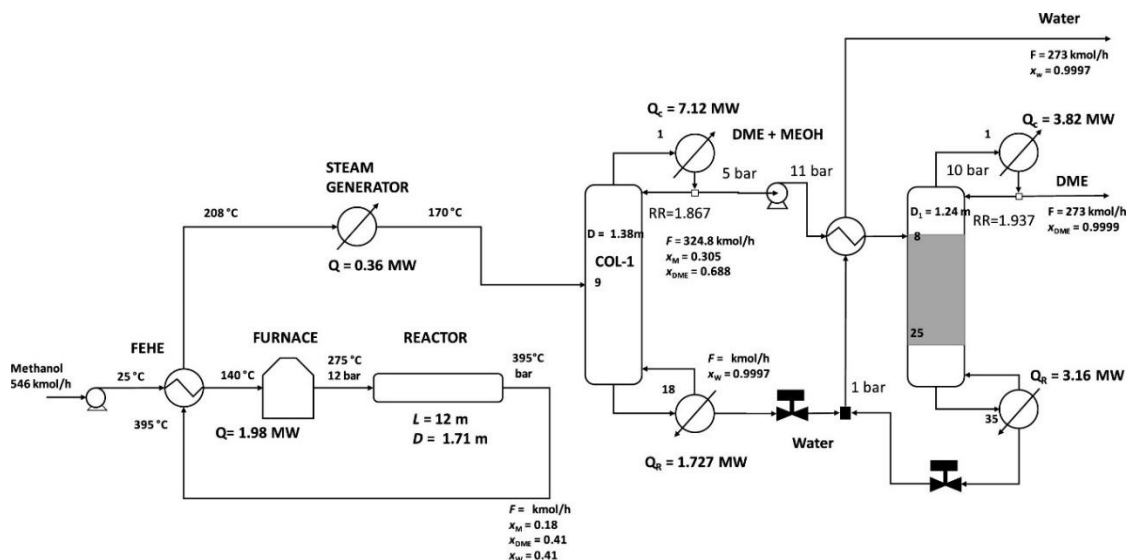 Water
F = 273 kmol/h
xw = 0.9997
Qc = 7.12 MW
1
DME + MEOH
5 bar
11 bar
RR=1.867
F = 324.8 kmol/h
xM = 0.305
xDME = 0.688
Qc = 3.82 MW
1
10 bar
DME
D1 = 1.24 m
RR=1.937
F = 273 kmol/h
xDME = 0.9999
8
25
STEAM
GENERATOR
208 °C
170 °C
Q = 0.36 MW
D = 1.38m
COL-1
9
FEHE
FURNACE
REACTOR
Methanol
546 kmol/h
25 °C
140 °C
275 °C
12 bar
395°C
bar
395 °C
Q= 1.98 MW
L = 12 m
D = 1.71 m
F = kmol/h
xW = 0.9997
18
1 bar
Water
QR = 1.727 MW
QR = 3.16 MW
35
F = kmol/h
xM = 0.18
xDME = 0.41
xW = 0.41